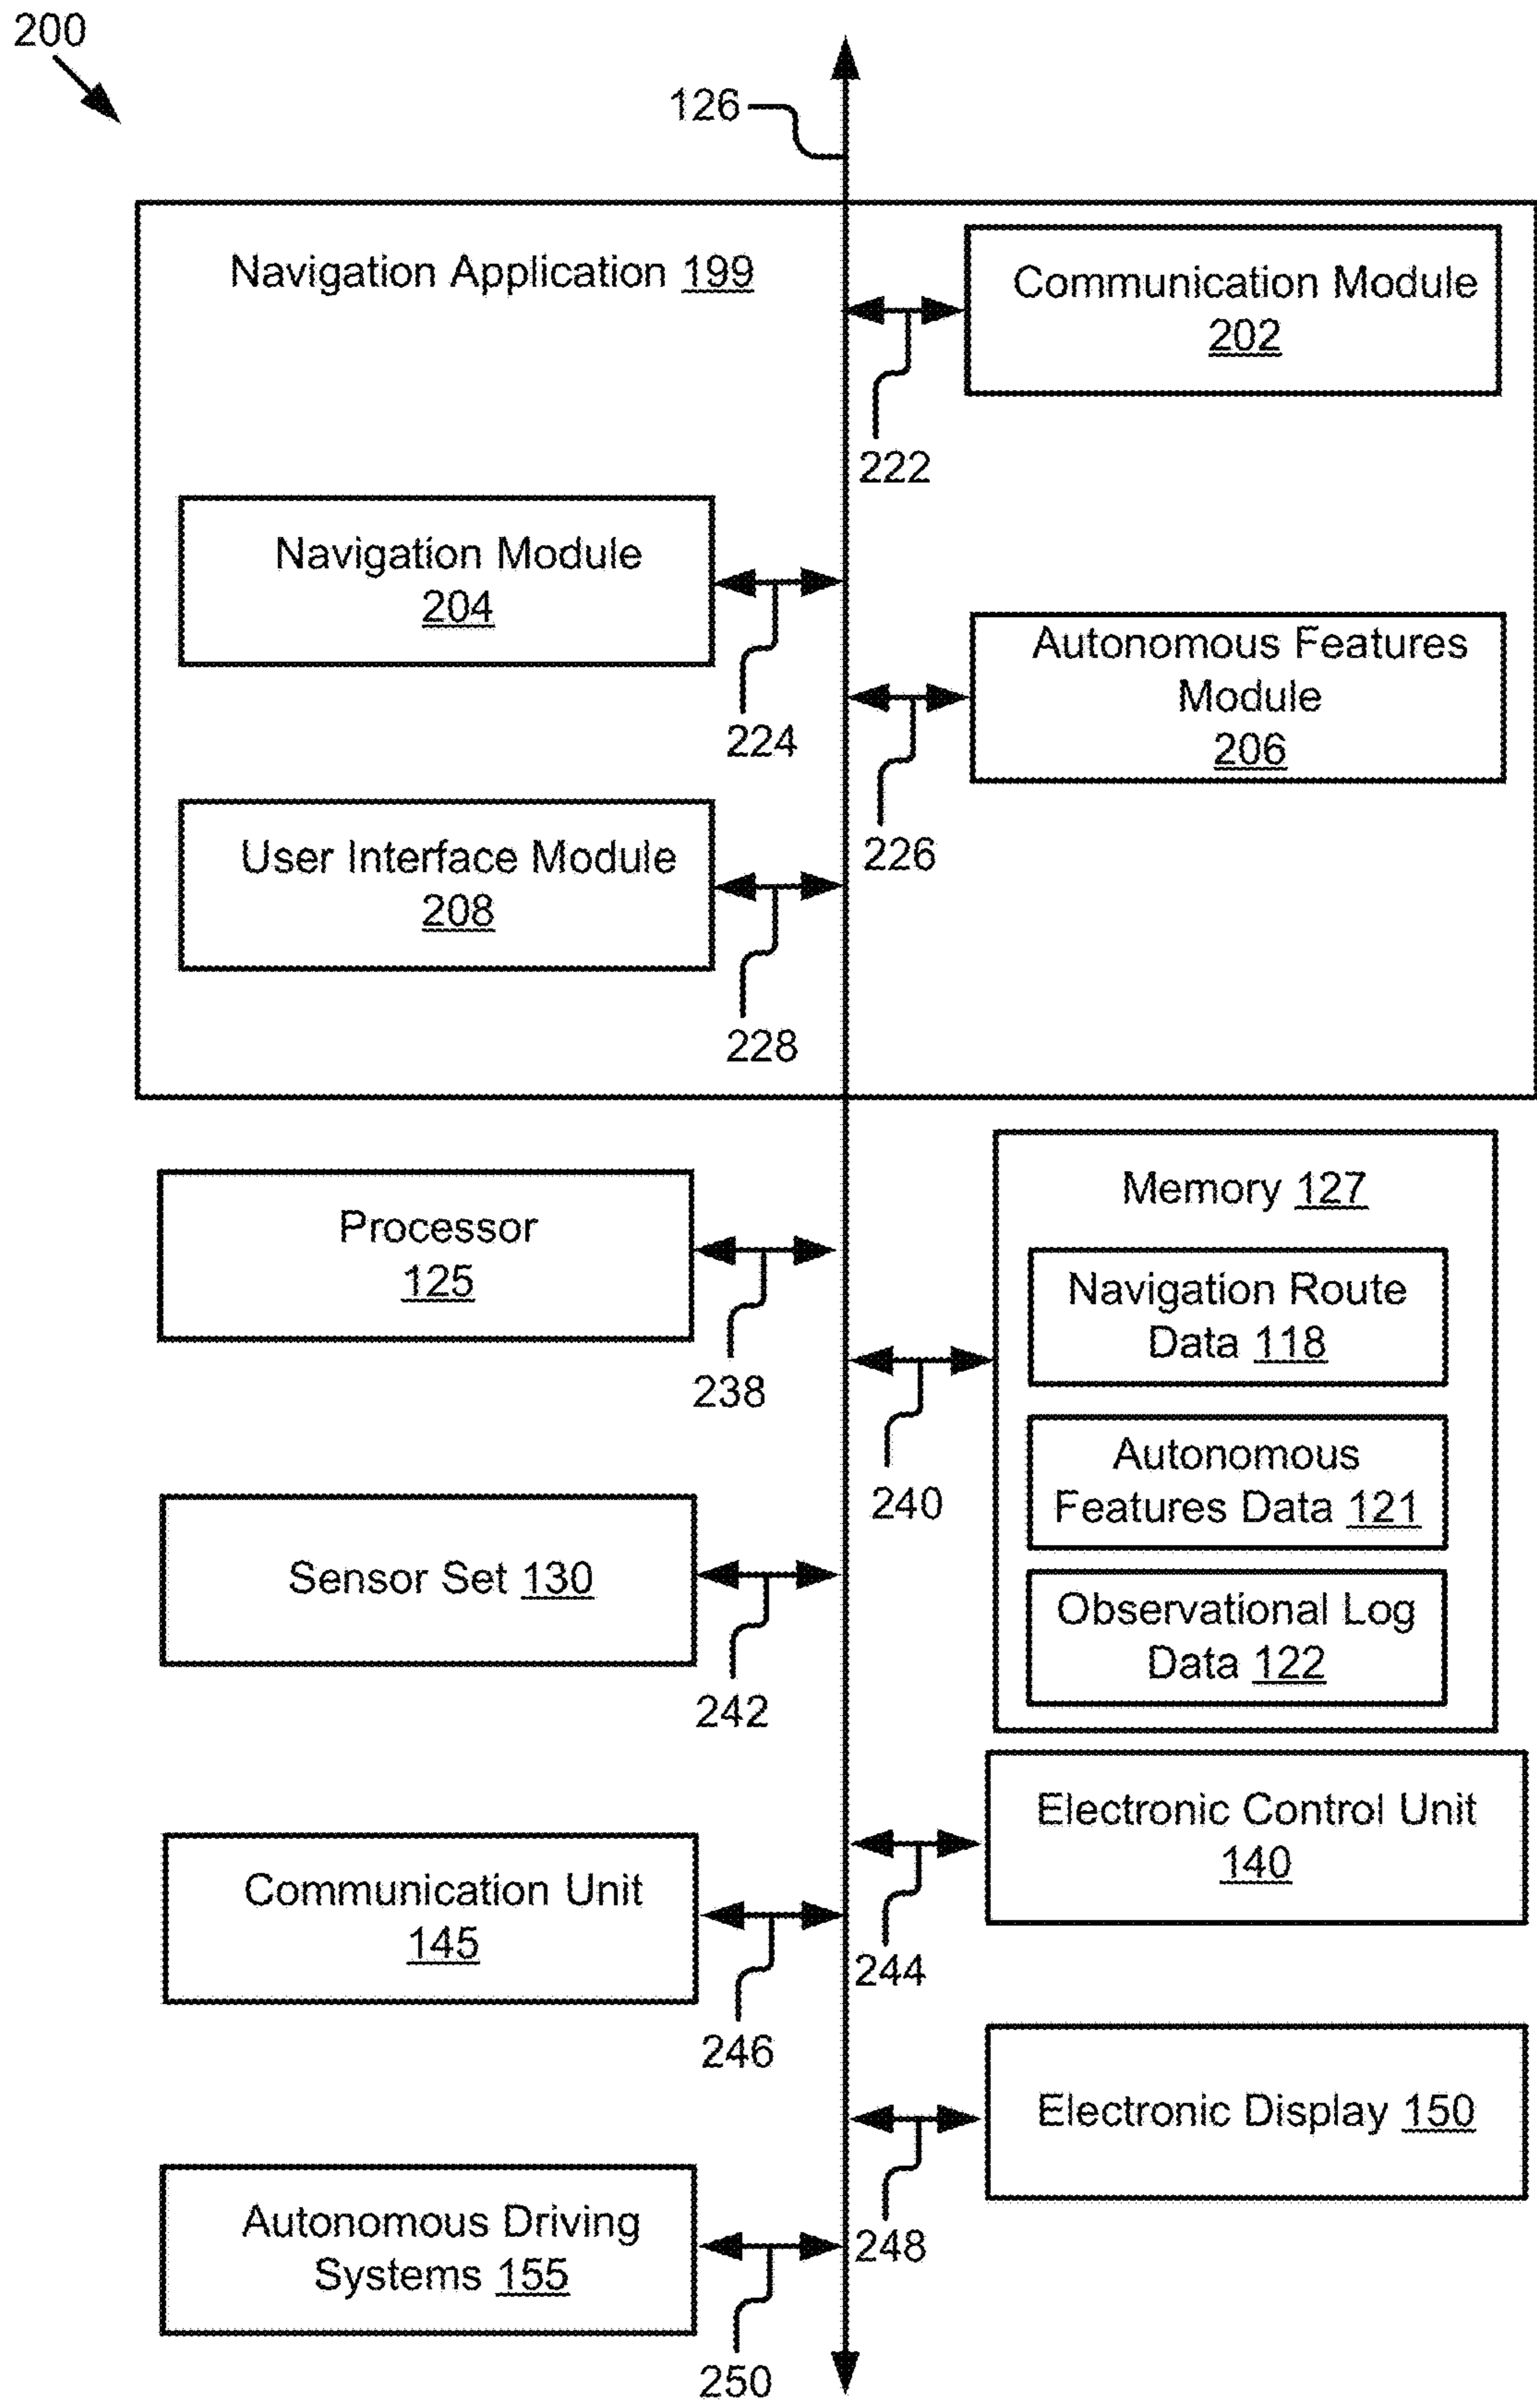 200
126
Navigation Application 199
Communication Module
202
222
Navigation Module
204
224
Autonomous Features
Module
206
226
User Interface Module
208
228
Processor
125
238
Memory 127
Navigation Route
Data 118
Autonomous
Features Data 121
Observational Log
Data 122
240
Sensor Set 130
242
Electronic Control Unit
140
244
Communication Unit
145
246
Electronic Display 150
248
Autonomous Driving
Systems 155
250